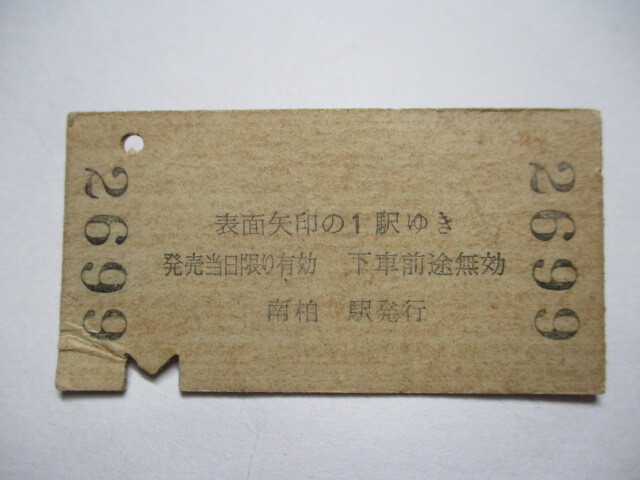 2699
表面矢印の1駅ゆき
発売当日限り有効 下車前途無効
南柏 駅発行
2699